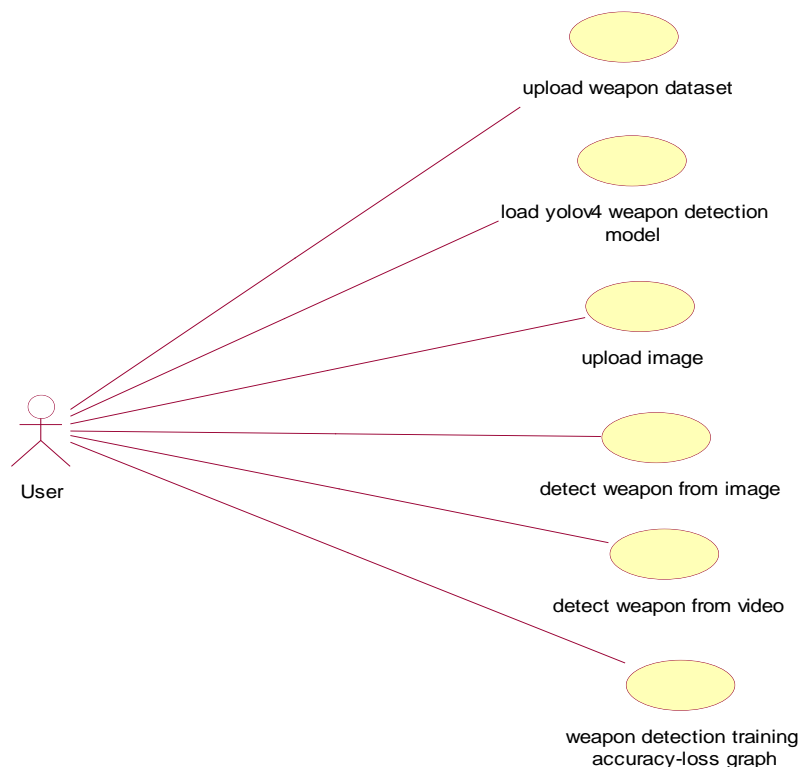 upload weapon dataset
load yolov4 weapon detection
model
upload image
detect weapon from image
User
detect weapon from video
weapon detection training
accuracy-loss graph